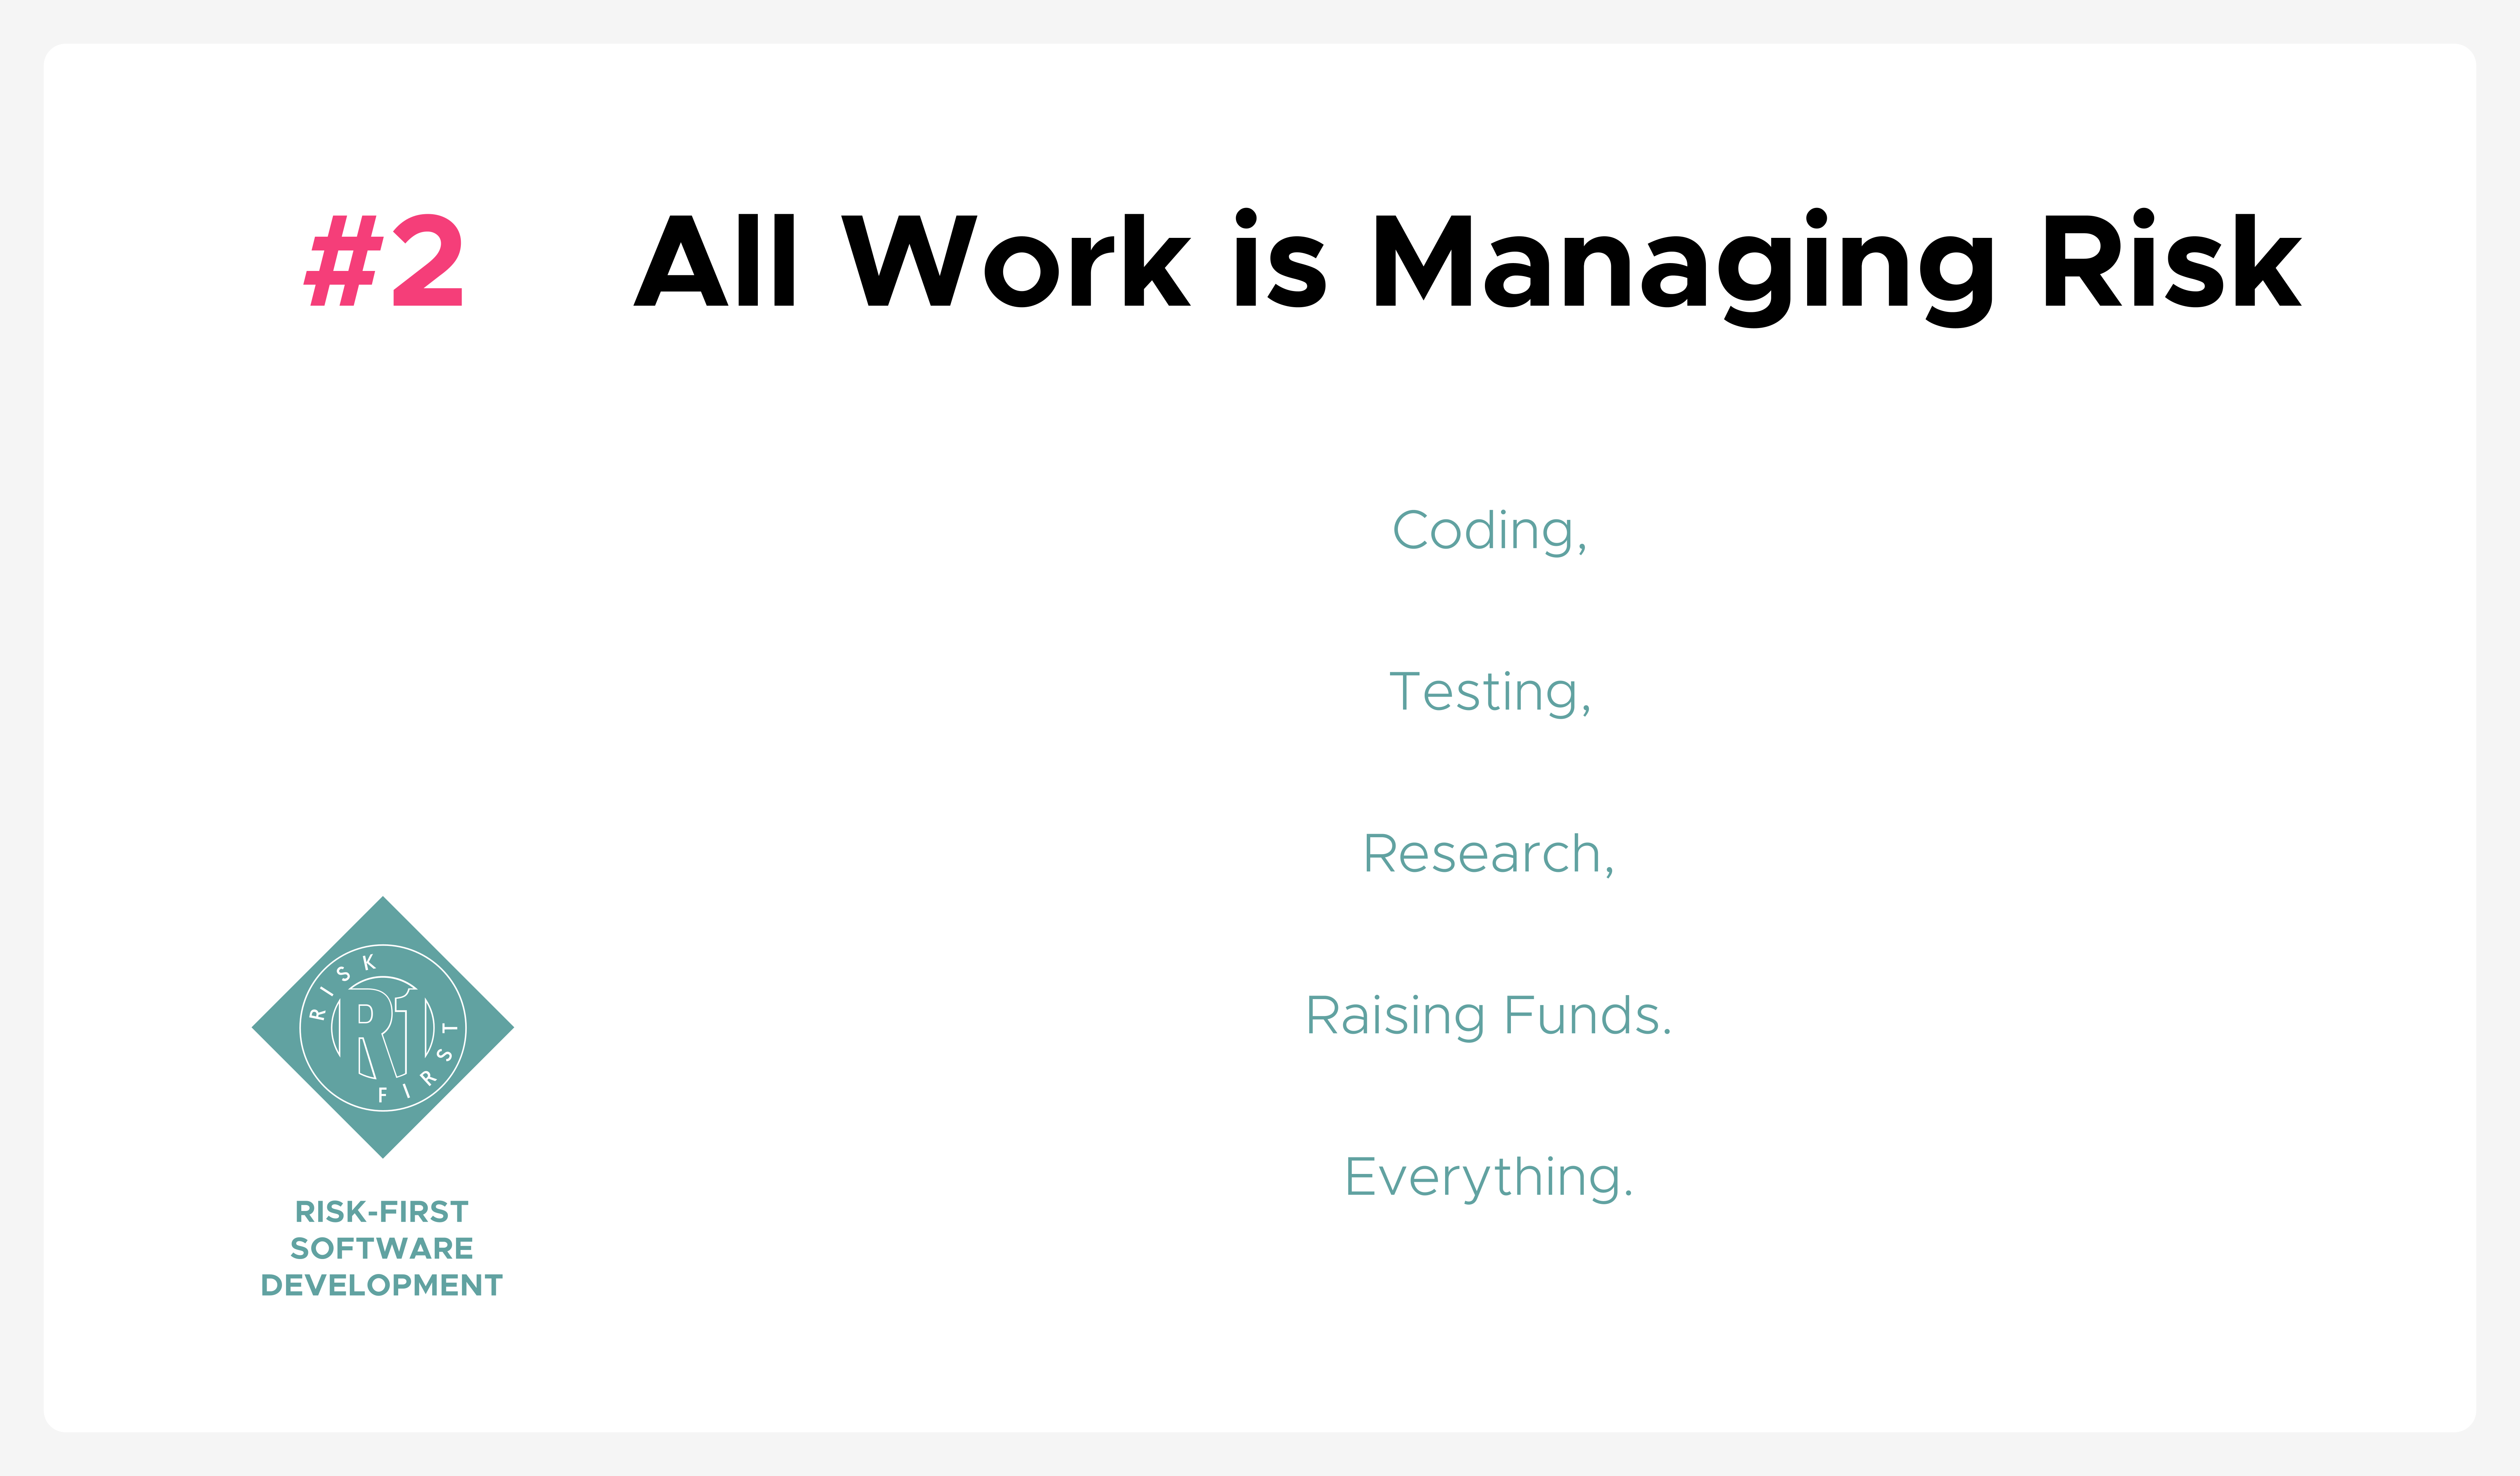 #2 All Work is Managing Risk
Coding,
Testing,
Research,
Raising Funds.
Everything.
RISK
R1
FIRST
RISK-FIRST
SOFTWARE
DEVELOPMENT